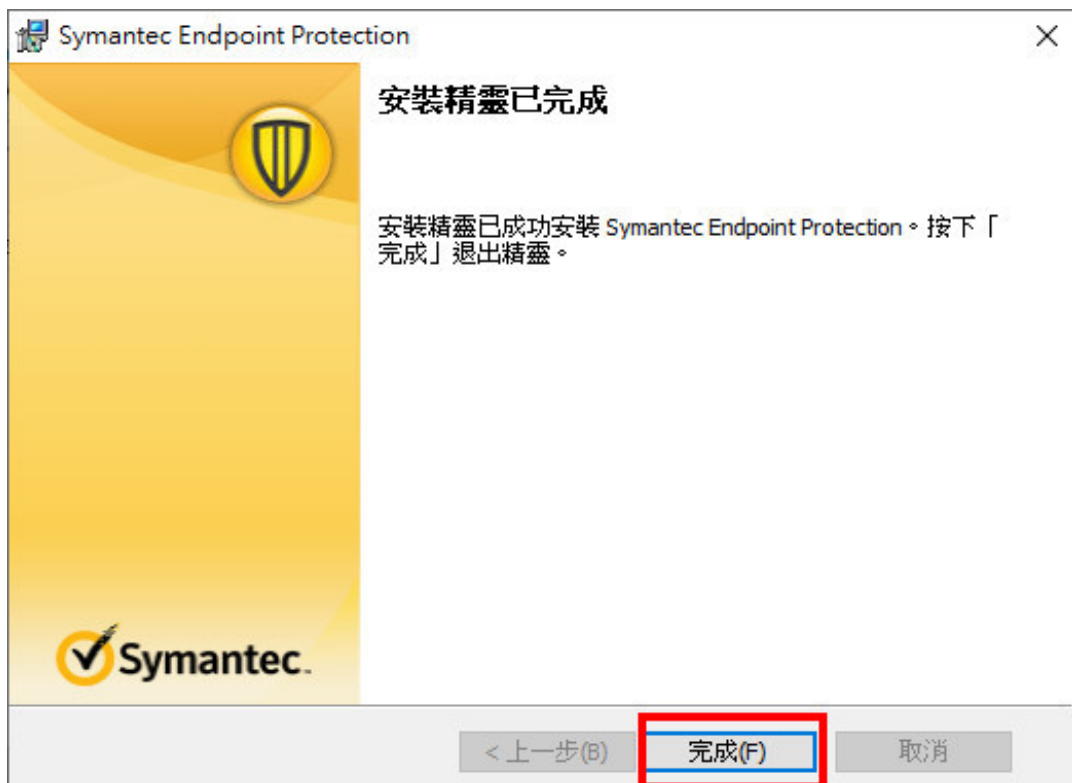 Symantec Endpoint Protection
安裝精靈已完成
安裝精靈已成功安裝 Symantec Endpoint Protection。按下「
完成」退出精靈。
Symantec™
< 上一步(B) 完成(F) 取消